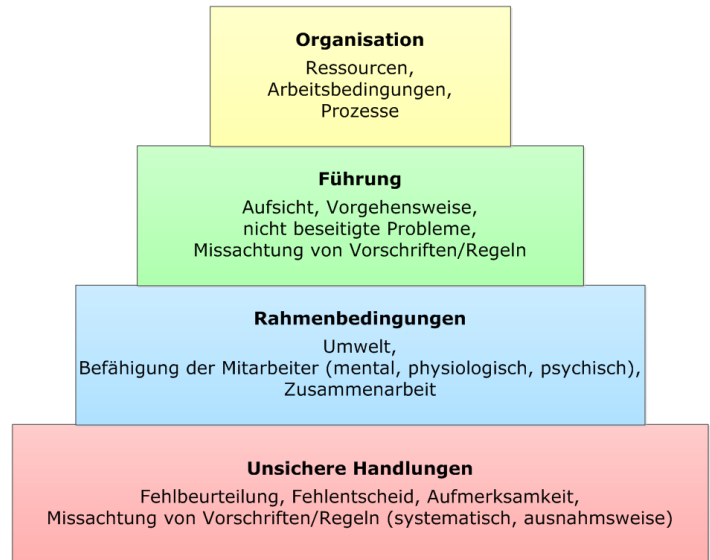 Organisation
Ressourcen,
Arbeitsbedingungen,
Prozesse
Führung
Aufsicht, Vorgehensweise,
nicht beseitigte Probleme,
Missachtung von Vorschriften/Regeln
Rahmenbedingungen
Umwelt,
Befähigung der Mitarbeiter (mental, physiologisch, psychisch),
Zusammenarbeit
Unsichere Handlungen
Fehlbeurteilung, Fehlentscheid, Aufmerksamkeit,
Missachtung von Vorschriften/Regeln (systematisch, ausnahmsweise)